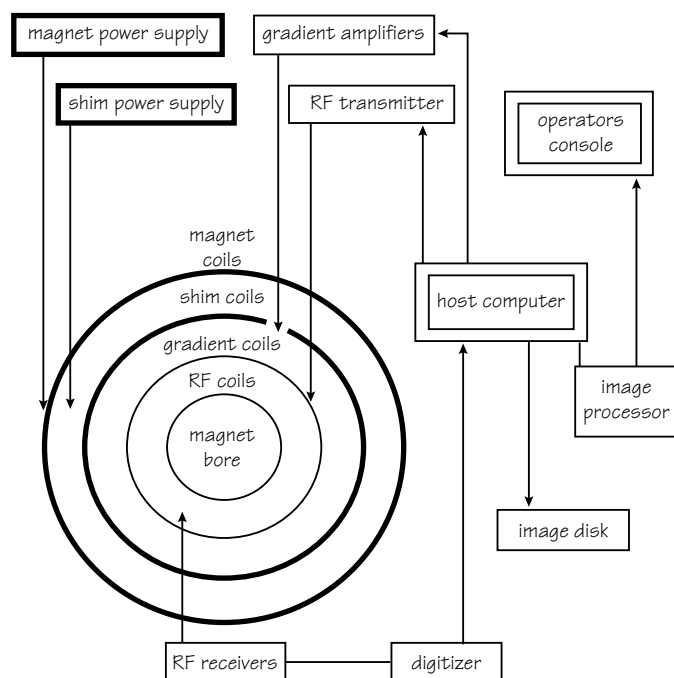 magnet power supply
gradient amplifiers
shim power supply
RF transmitter
operators
console
magnet
coils
shim coils
host computer
gradient coils
RF coils
image
processor
magnet
bore
image disk
RF receivers
digitizer